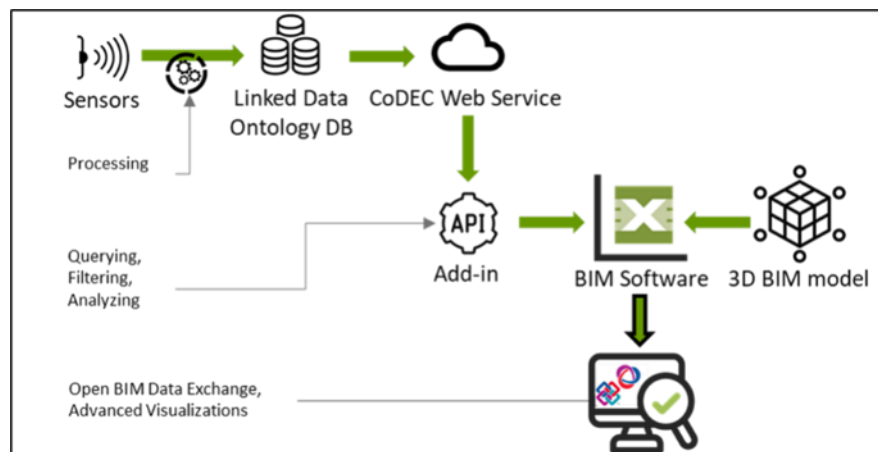 Sensors
Linked Data
Ontology DB
CoDEC Web Service
Processing
API
Add-in
Querying,
Filtering,
Analyzing
BIM Software
3D BIM model
Open BIM Data Exchange,
Advanced Visualizations